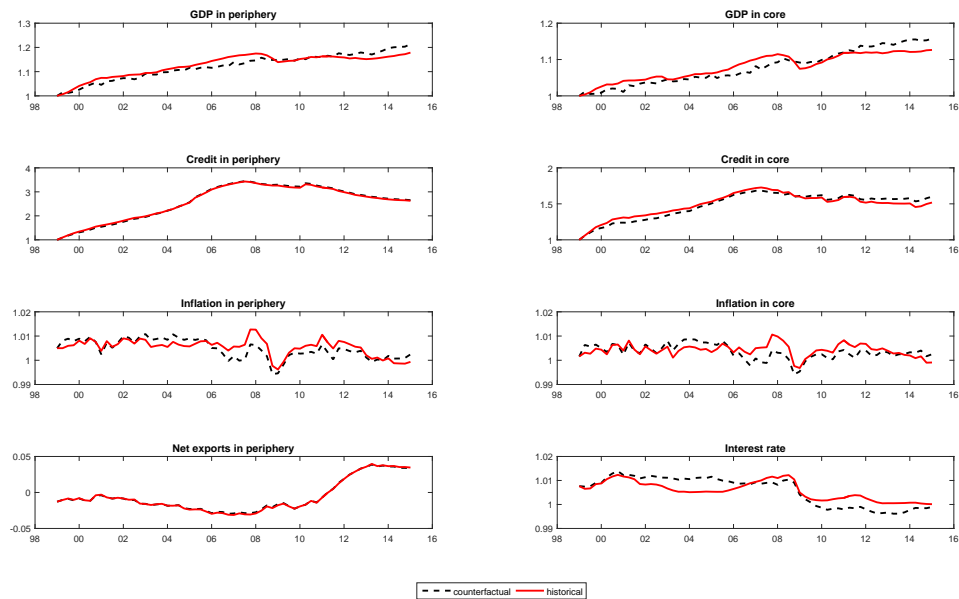 GDP in periphery
1.3
1.2
1.1
1
98 00 02 04 06 08 10 12 14 16
GDP in core
1.2
1.1
1
98 00 02 04 06 08 10 12 14 16
Credit in periphery
4
3
2
1
98 00 02 04 06 08 10 12 14 16
Credit in core
2
1.5
1
98 00 02 04 06 08 10 12 14 16
Inflation in periphery
1.02
1.01
1
0.99
98 00 02 04 06 08 10 12 14 16
Inflation in core
1.02
1.01
1
0.99
98 00 02 04 06 08 10 12 14 16
Net exports in periphery
0.05
0
-0.05
98 00 02 04 06 08 10 12 14 16
Interest rate
1.02
1.01
1
0.99
98 00 02 04 06 08 10 12 14 16
counterfactual historical